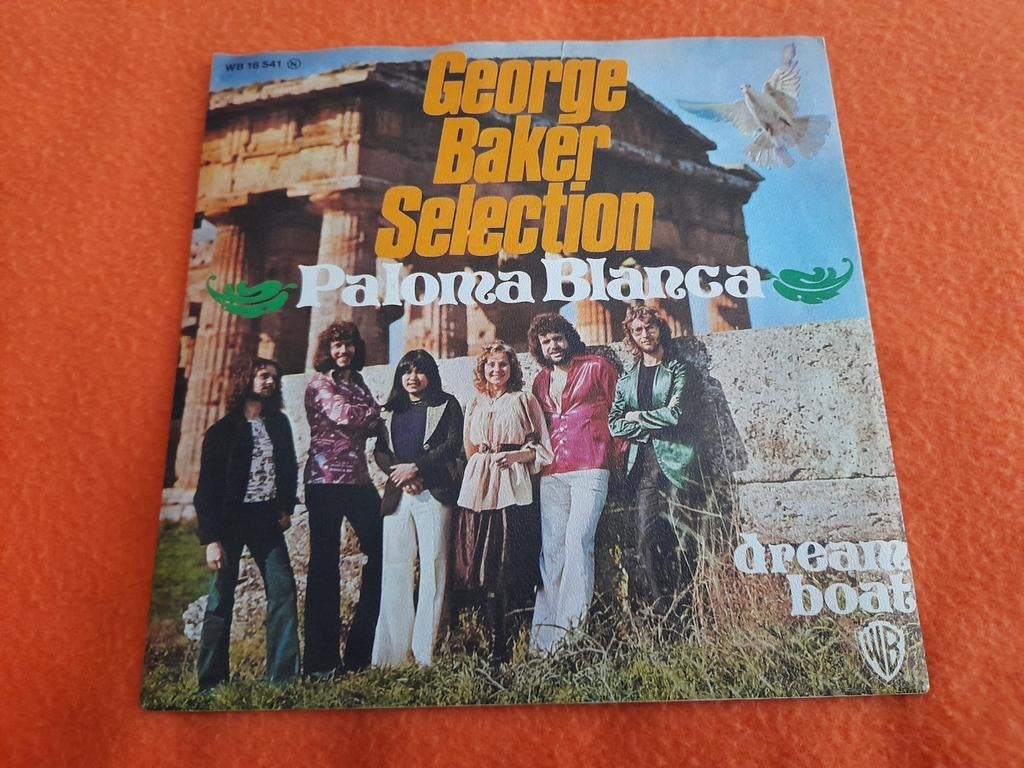 WB 16 541 Ⓝ
George
Baker
Selection
Paloma Blanca
dream
boat
WB